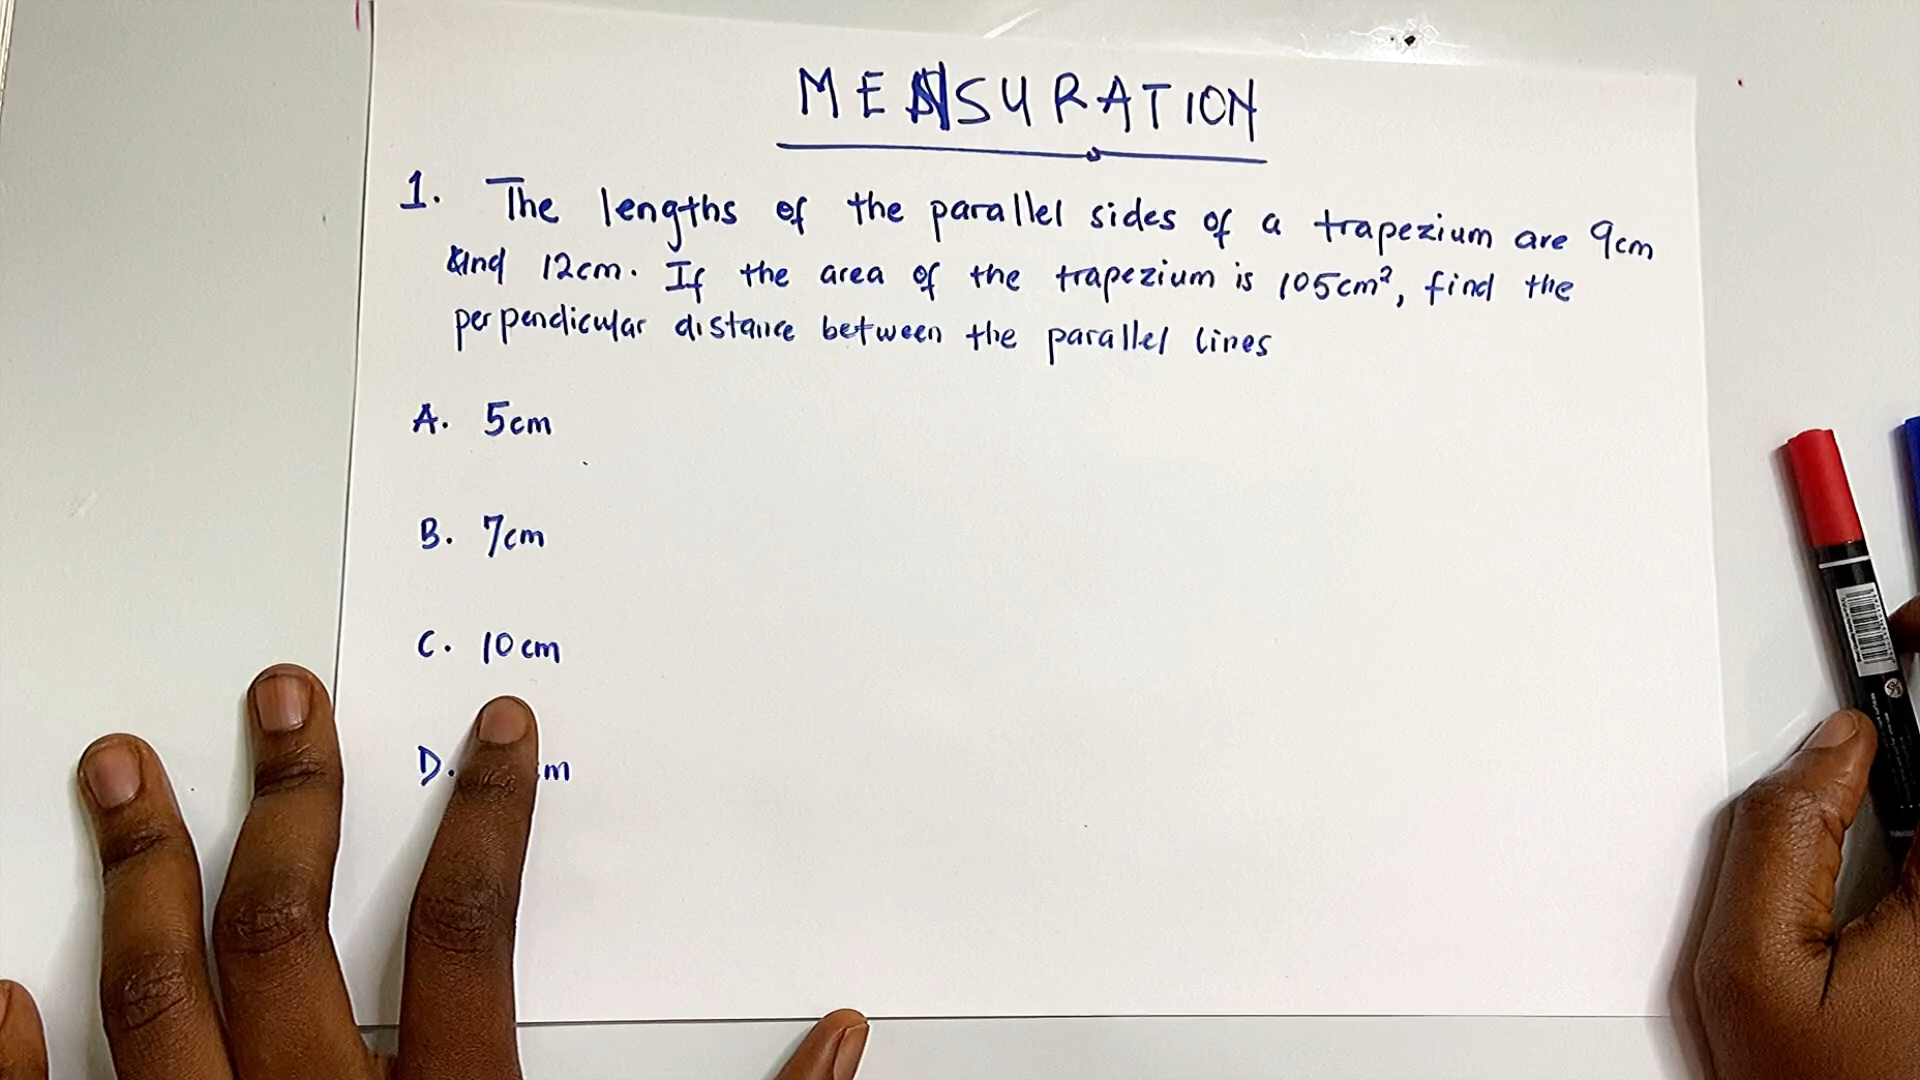 MENSURATION
1. The lengths of the parallel sides of a trapezium are 9cm
and 12cm. If the area of the trapezium is 105cm², find the
perpendicular distance between the parallel lines
A. 5cm
B. 7cm
C. 10cm
D.